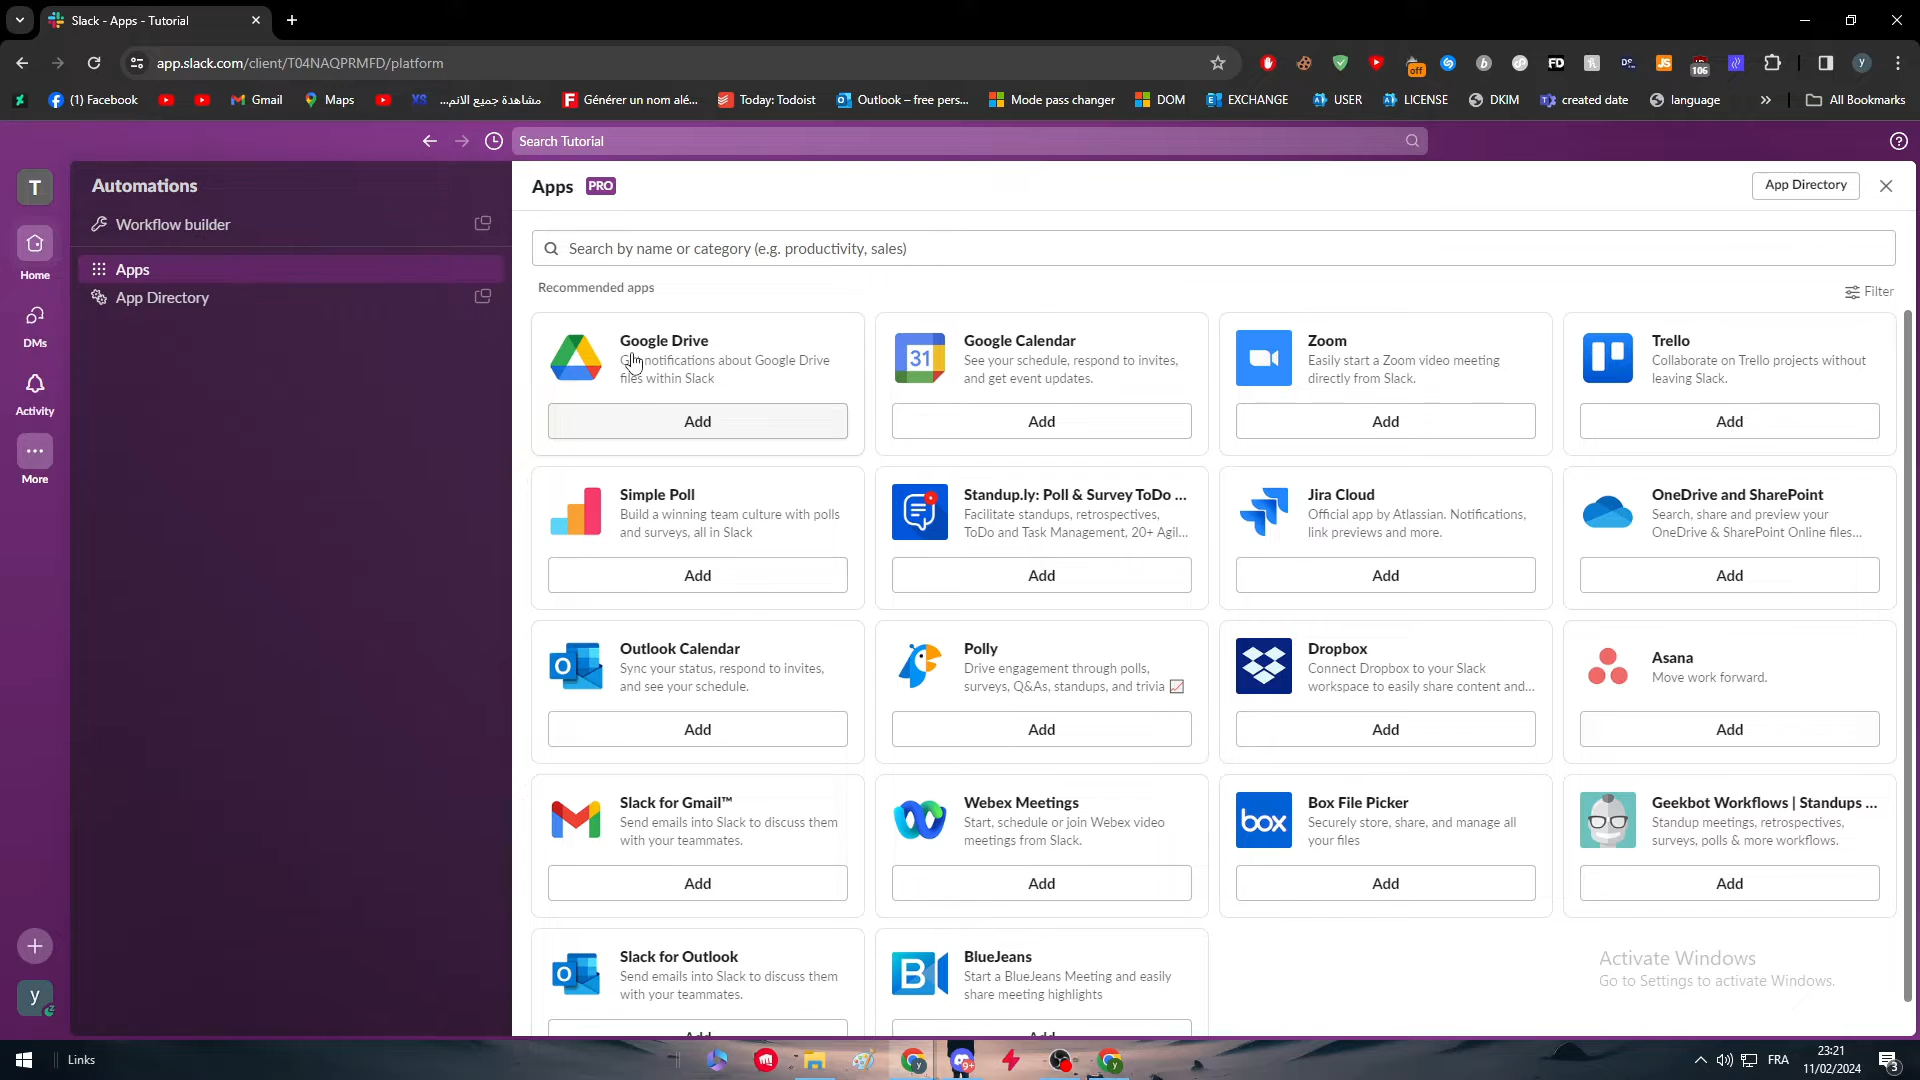 Slack - Apps - Tutorial
app.slack.com/client/T04NAQPRMFD/platform
off
FD
JS
106
y
(1) Facebook
Gmail
Maps
مشاهدة جميع الانم...
Générer un nom alé...
Today: Todoist
Outlook – free pers...
Mode pass changer
DOM
EXCHANGE
USER
LICENSE
DKIM
created date
language
All Bookmarks
Search Tutorial
T
Automations
Workflow builder
Apps
App Directory
Home
DMs
Activity
More
y
Apps PRO
App Directory
Search by name or category (e.g. productivity, sales)
Recommended apps
Filter
Google Drive
notifications about Google Drive
files within Slack
Add
31
Google Calendar
See your schedule, respond to invites,
and get event updates.
Add
Zoom
Easily start a Zoom video meeting
directly from Slack.
Add
Trello
Collaborate on Trello projects without
leaving Slack.
Add
Simple Poll
Build a winning team culture with polls
and surveys, all in Slack
Add
Standup.ly: Poll & Survey ToDo ...
Facilitate standups, retrospectives,
ToDo and Task Management, 20+ Agil...
Add
Jira Cloud
Official app by Atlassian. Notifications,
link previews and more.
Add
OneDrive and SharePoint
Search, share and preview your
OneDrive & SharePoint Online files...
Add
Outlook Calendar
Sync your status, respond to invites,
and see your schedule.
Add
Polly
Drive engagement through polls,
surveys, Q&As, standups, and trivia
Add
Dropbox
Connect Dropbox to your Slack
workspace to easily share content and...
Add
Asana
Move work forward.
Add
Slack for Gmail™
Send emails into Slack to discuss them
with your teammates.
Add
Webex Meetings
Start, schedule or join Webex video
meetings from Slack.
Add
box
Box File Picker
Securely store, share, and manage all
your files
Add
Geekbot Workflows | Standups ...
Standup meetings, retrospectives,
surveys, polls & more workflows.
Add
Slack for Outlook
Send emails into Slack to discuss them
with your teammates.
Add
B
BlueJeans
Start a BlueJeans Meeting and easily
share meeting highlights
Add
Activate Windows
Go to Settings to activate Windows.
Links
9+
FRA
23:21
11/02/2024
3